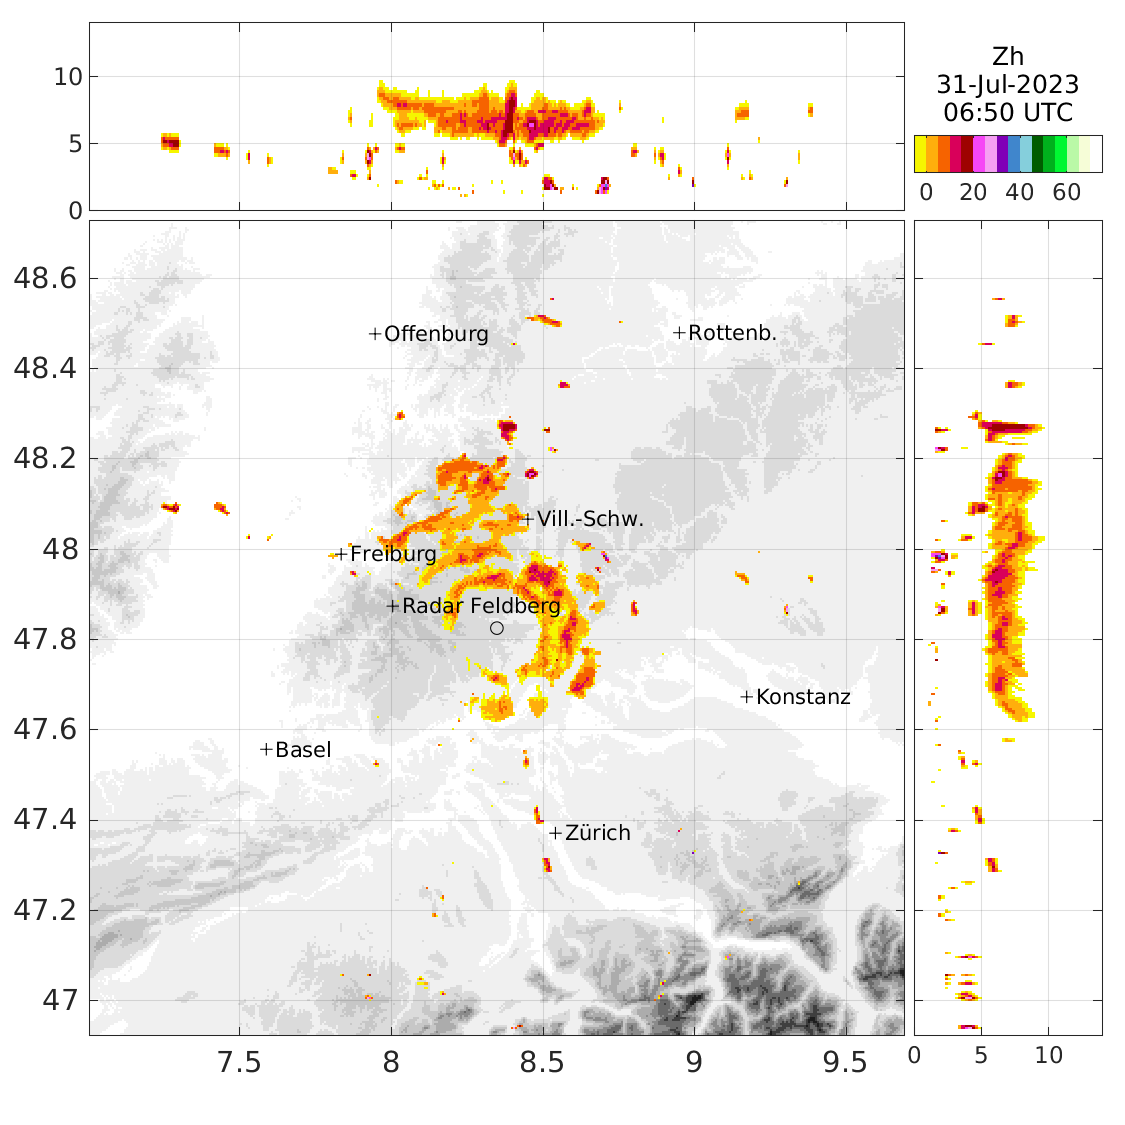 10
5
0
Zh
31-Jul-2023
06:50 UTC
0 20 40 60
48.6
48.4
48.2
48
47.8
47.6
47.4
47.2
47
Offenburg
Rottenb.
Vill.-Schw.
Freiburg
Radar Feldberg
Konstanz
Basel
Zürich
7.5 8 8.5 9 9.5
0 5 10